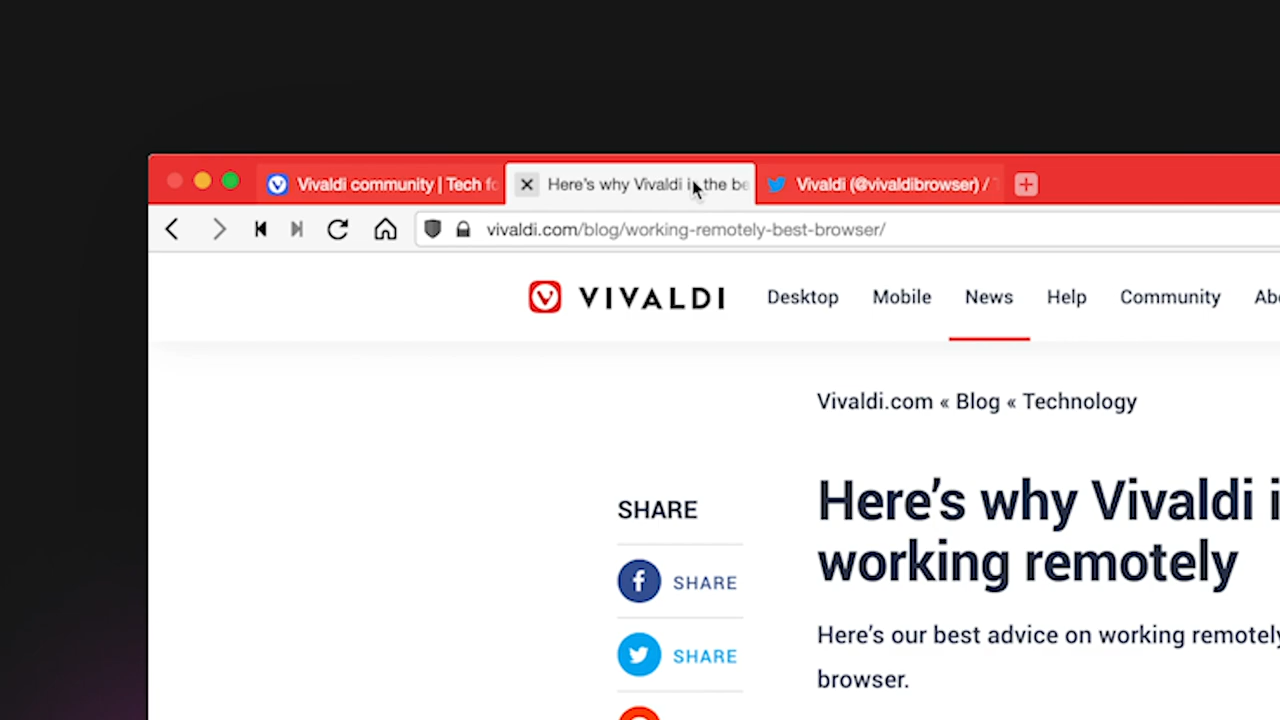 Vivaldi community | Tech fo
Here's why Vivaldi is the be
Vivaldi (@vivaldibrowser) /
vivaldi.com/blog/working-remotely-best-browser/
VIVALDI
Desktop
Mobile
News
Help
Community
Abo
Vivaldi.com « Blog « Technology
Here’s why Vivaldi i
working remotely
SHARE
SHARE
SHARE
Here’s our best advice on working remotely
browser.